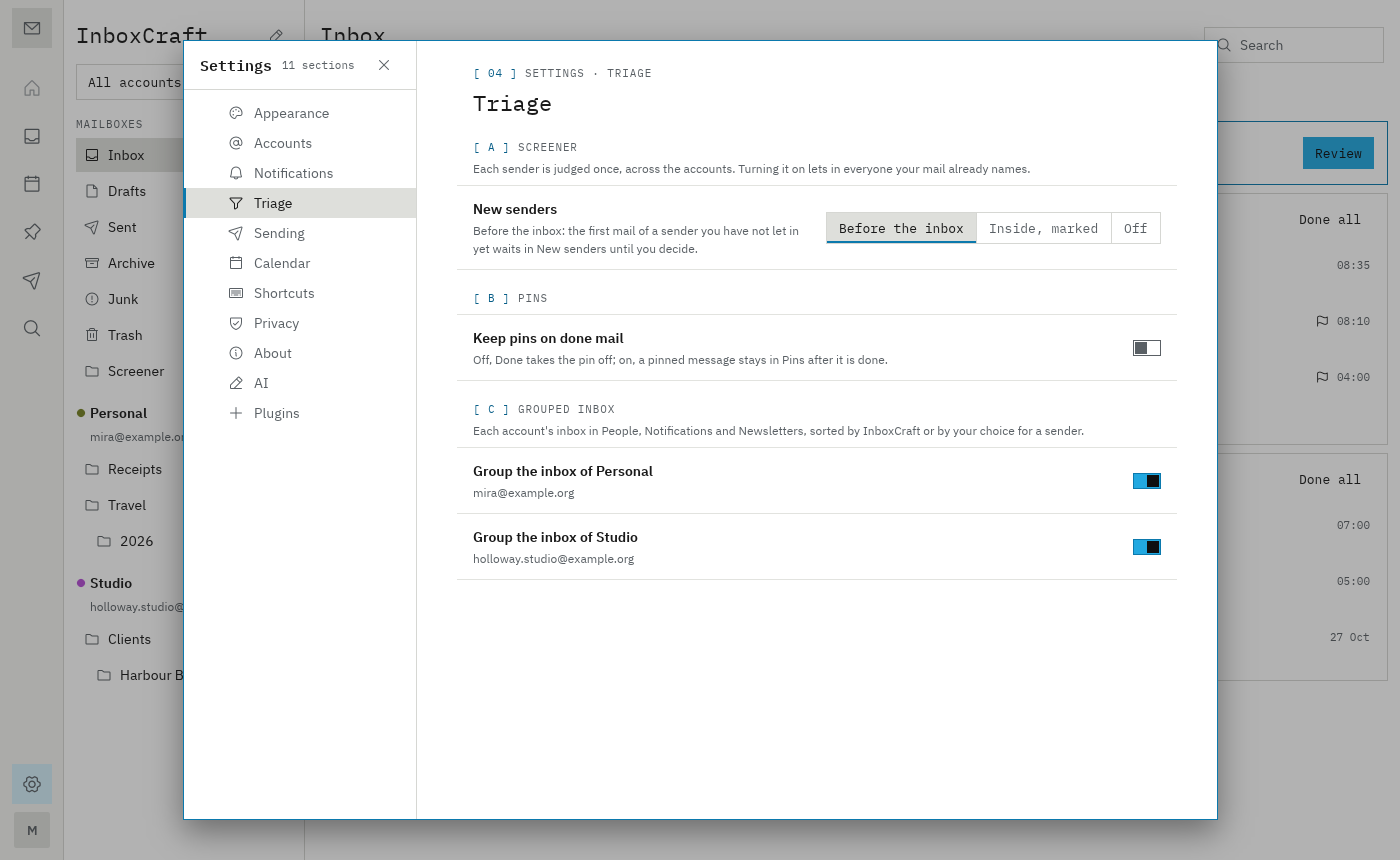 InboxCraft
All accounts
MAILBOXES
Inbox
Drafts
Sent
Archive
Junk
Trash
Screener
Personal
mira@example.or
Receipts
Travel
2026
Studio
holloway.studio@
Clients
Harbour B
M
Settings 11 sections
Appearance
Accounts
Notifications
Triage
Sending
Calendar
Shortcuts
Privacy
About
AI
Plugins
[ 04 ] SETTINGS · TRIAGE
Triage
[ A ] SCREENER
Each sender is judged once, across the accounts. Turning it on lets in everyone your mail already names.
New senders
Before the inbox: the first mail of a sender you have not let in
yet waits in New senders until you decide.
Before the inbox Inside, marked Off
[ B ] PINS
Keep pins on done mail
Off, Done takes the pin off; on, a pinned message stays in Pins after it is done.
[ C ] GROUPED INBOX
Each account's inbox in People, Notifications and Newsletters, sorted by InboxCraft or by your choice for a sender.
Group the inbox of Personal
mira@example.org
Group the inbox of Studio
holloway.studio@example.org
Inbox
Search
Review
Done all
08:35
08:10
04:00
Done all
07:00
05:00
27 Oct